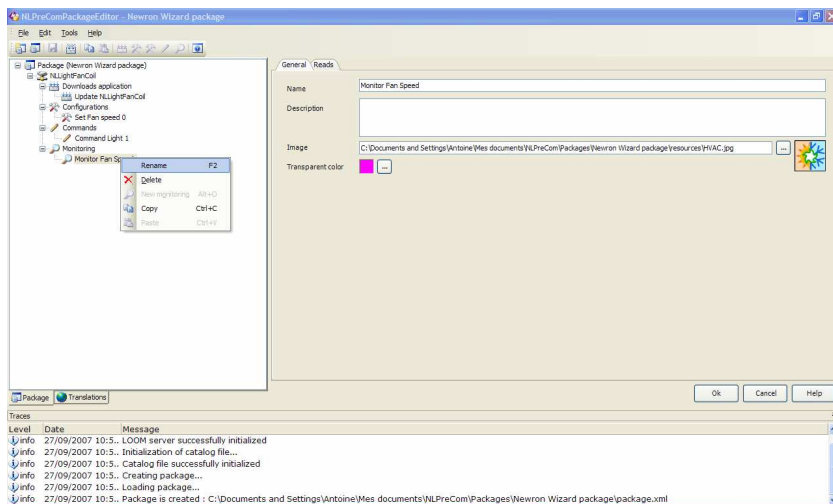 NLPreComPackageEditor - Newron Wizard package
File Edit Tools Help
Package (Newron Wizard package)
NLLightFanCoil
Downloads application
Update NLLightFanCoil
Configurations
Set Fan speed 0
Commands
Command Light 1
Monitoring
Monitor Fan Sp
Rename F2
Delete
New monitoring Alt+O
Copy Ctrl+C
Paste Ctrl+V
General Reads
Name Monitor Fan Speed
Description
Image C:\Documents and Settings\Antoine\Mes documents\NLPreCom\Packages\Newron Wizard package\resources\HVAC.jpg ...
Transparent color ...
Package Translations
Ok Cancel Help
Traces
Level Date Message
info 27/09/2007 10:5.. LOOM server successfully initialized
info 27/09/2007 10:5.. Initialization of catalog file...
info 27/09/2007 10:5.. Catalog file successfully initialized
info 27/09/2007 10:5.. Creating package...
info 27/09/2007 10:5.. Loading package...
info 27/09/2007 10:5.. Package is created : C:\Documents and Settings\Antoine\Mes documents\NLPreCom\Packages\Newron Wizard package\package.xml